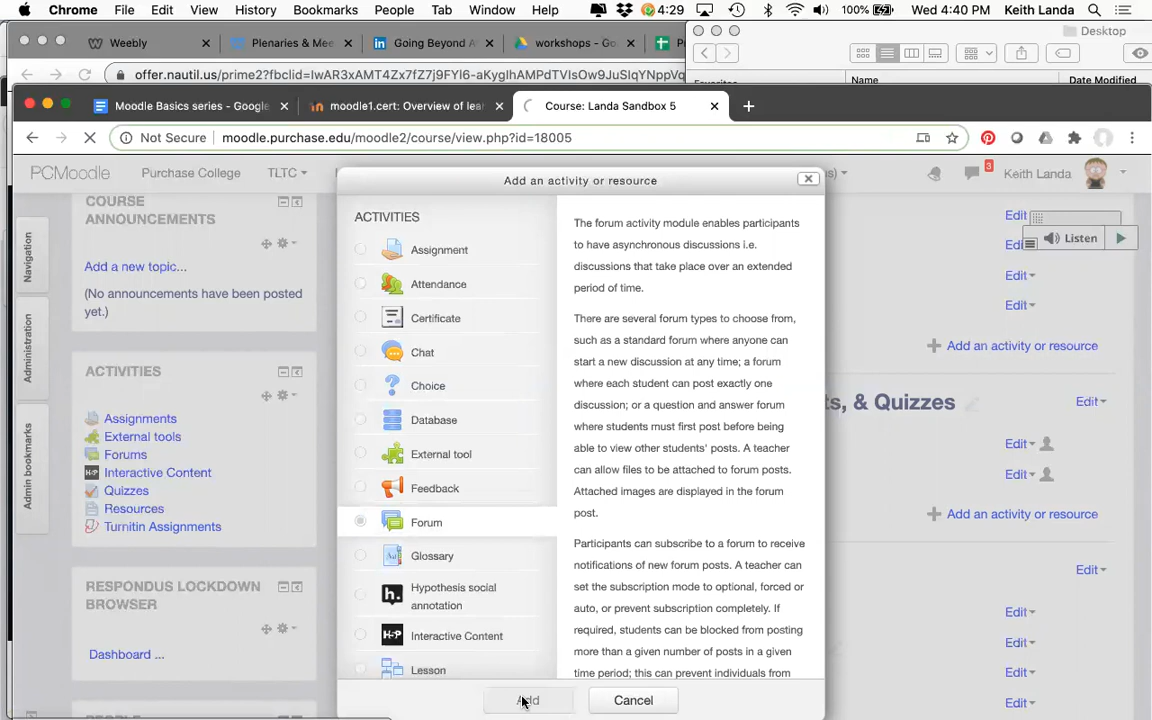 Chrome File Edit View History Bookmarks People Tab Window Help 4:29 100% Wed 4:40 PM Keith Landa
Weebly
Plenaries & Mee
Going Beyond A
workshops - Go
Desktop
offer.nautil.us/prime2?fbclid=IwAR3xAMT4Zx7fZ7j9FYI6-aKyglhAMPdTVIsOw9JuSIqYNppVq
Name Date Modified
Moodle Basics series - Google
moodle1.cert: Overview of lea
Course: Landa Sandbox 5
Not Secure moodle.purchase.edu/moodle2/course/view.php?id=18005
PCMoodle Purchase College TLTC
3 Keith Landa
Navigation
Administration
Admin bookmarks
COURSE
ANNOUNCEMENTS
Add a new topic...
(No announcements have been posted
yet.)
ACTIVITIES
Assignments
External tools
Forums
Interactive Content
Quizzes
Resources
Turnitin Assignments
RESPONDUS LOCKDOWN
BROWSER
Dashboard ...
Add an activity or resource
ACTIVITIES
Assignment
Attendance
Certificate
Chat
Choice
Database
External tool
Feedback
Forum
Glossary
Hypothesis social
annotation
Interactive Content
Lesson
The forum activity module enables participants
to have asynchronous discussions i.e.
discussions that take place over an extended
period of time.
There are several forum types to choose from,
such as a standard forum where anyone can
start a new discussion at any time; a forum
where each student can post exactly one
discussion; or a question and answer forum
where students must first post before being
able to view other students' posts. A teacher
can allow files to be attached to forum posts.
Attached images are displayed in the forum
post.
Participants can subscribe to a forum to receive
notifications of new forum posts. A teacher can
set the subscription mode to optional, forced or
auto, or prevent subscription completely. If
required, students can be blocked from posting
more than a given number of posts in a given
time period; this can prevent individuals from
Add
Cancel
Edit
Listen
Edit
Edit
Add an activity or resource
ts, & Quizzes
Edit
Edit
Edit
Add an activity or resource
Edit
Edit
Edit
Edit
Edit